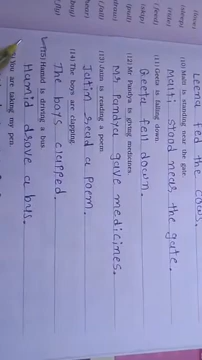 Leena fed the cows.
(10) Malti is standing near the gate.
Malti stood near the gate.
(11) Geeta is falling down.
Geeta fell down.
(12) Mr Pandya is giving medicines.
Mr Pandya gave medicines.
(13) Jatin is reading a poem.
Jatin read a poem.
(14) The boys are clapping.
The boys clapped.
(15) Hamid is driving a bus.
Hamid drove a bus.
You are taking my pen.